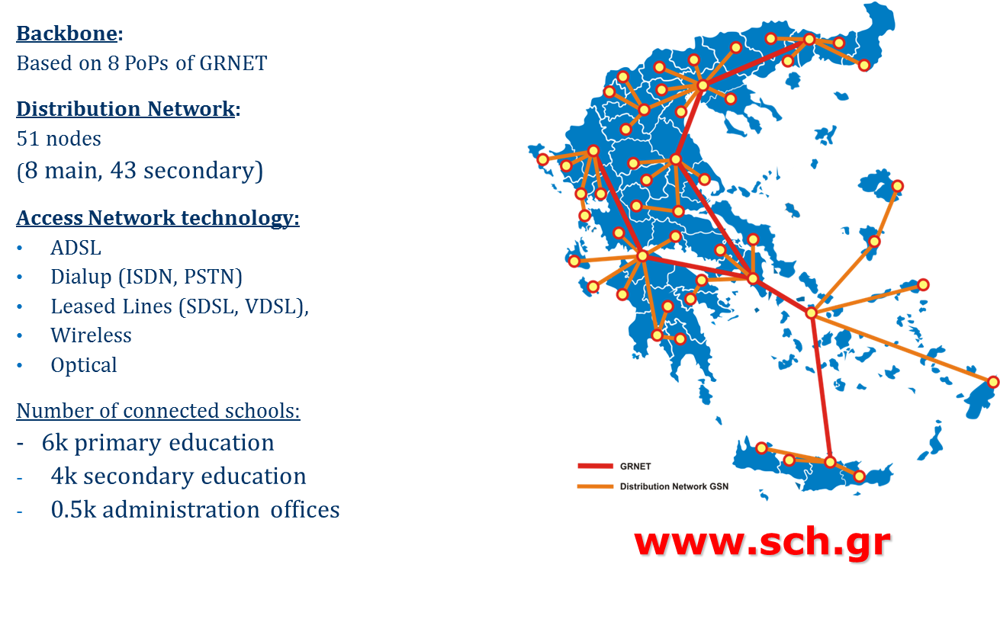 Backbone:
Based on 8 PoPs of GRNET
Distribution Network:
51 nodes
(8 main, 43 secondary)
Access Network technology:
• ADSL
• Dialup (ISDN, PSTN)
• Leased Lines (SDSL, VDSL),
• Wireless
• Optical
Number of connected schools:
- 6k primary education
- 4k secondary education
- 0.5k administration offices
GRNET
Distribution Network GSN
www.sch.gr